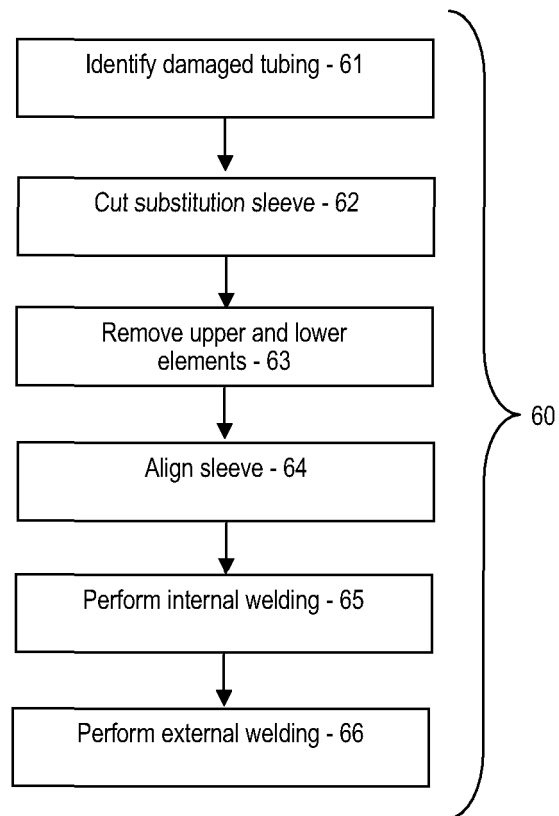 Identify damaged tubing - 61
Cut substitution sleeve - 62
Remove upper and lower
elements - 63
60
Align sleeve - 64
Perform internal welding - 65
Perform external welding - 66